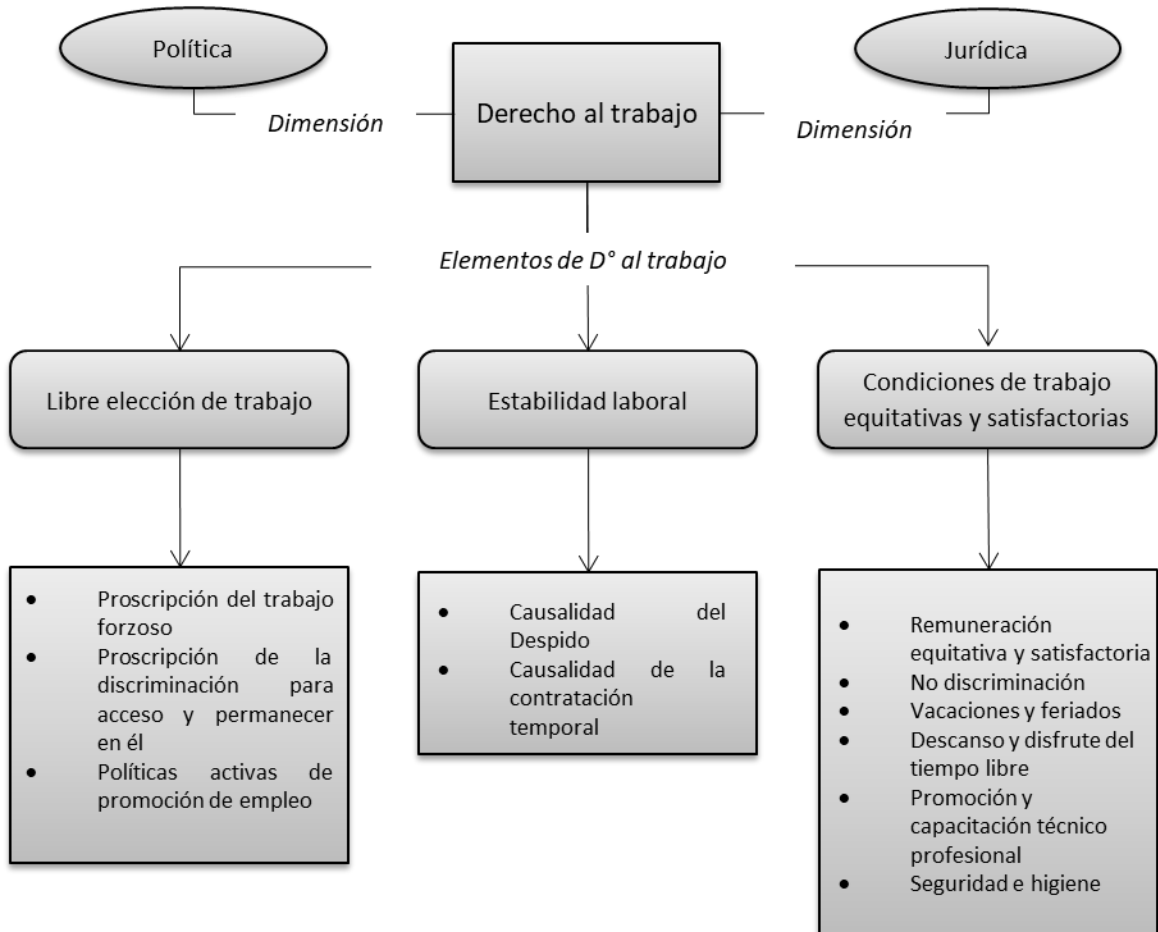 Política
Jurídica
Derecho al trabajo
Dimensión
Dimensión
Elementos de D° al trabajo
Libre elección de trabajo
Estabilidad laboral
Condiciones de trabajo
equitativas y satisfactorias
• Proscripción del trabajo
forzoso
• Proscripción de la
discriminación para
acceso y permanecer
en él
• Políticas activas de
promoción de empleo
• Causalidad del
Despido
• Causalidad de la
contratación
temporal
• Remuneración
equitativa y satisfactoria
• No discriminación
• Vacaciones y feriados
• Descanso y disfrute del
tiempo libre
• Promoción y
capacitación técnico
profesional
• Seguridad e higiene